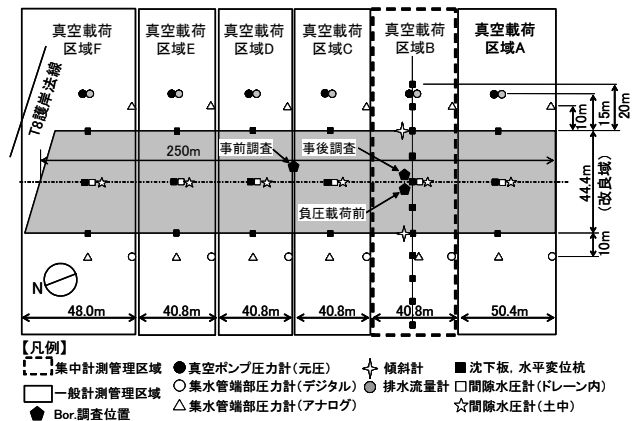 真空載荷
区域F
真空載荷
区域E
真空載荷
区域D
真空載荷
区域C
真空載荷
区域B
真空載荷
区域A
T8護岸法線
10m
15m
20m
事前調査
事後調査
250m
負圧載荷前
44.4m
(改良域)
10m
N
48.0m
40.8m
40.8m
40.8m
40.8m
50.4m
【凡例】
集中計測管理区域
真空ポンプ圧力計(元圧)
傾斜計
沈下板,水平変位杭
一般計測管理区域
集水管端部圧力計(デジタル)
排水流量計
間隙水圧計(ドレーン内)
Bor.調査位置
集水管端部圧力計(アナログ)
間隙水圧計(土中)